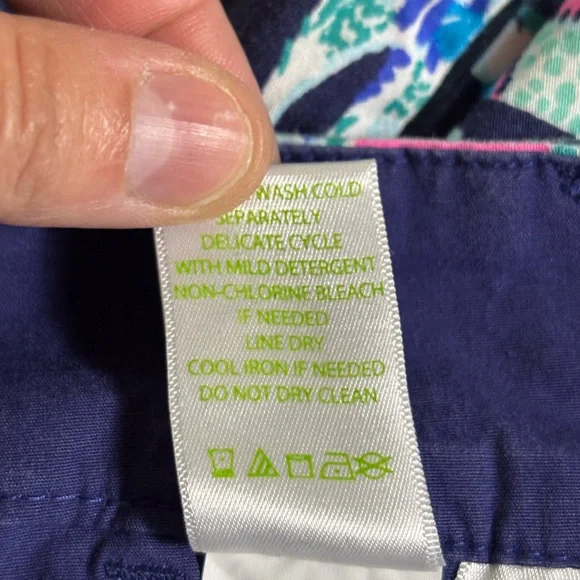 WASH COLD
SEPARATELY
DELICATE CYCLE
WITH MILD DETERGENT
NON-CHLORINE BLEACH
IF NEEDED
LINE DRY
COOL IRON IF NEEDED
DO NOT DRY CLEAN